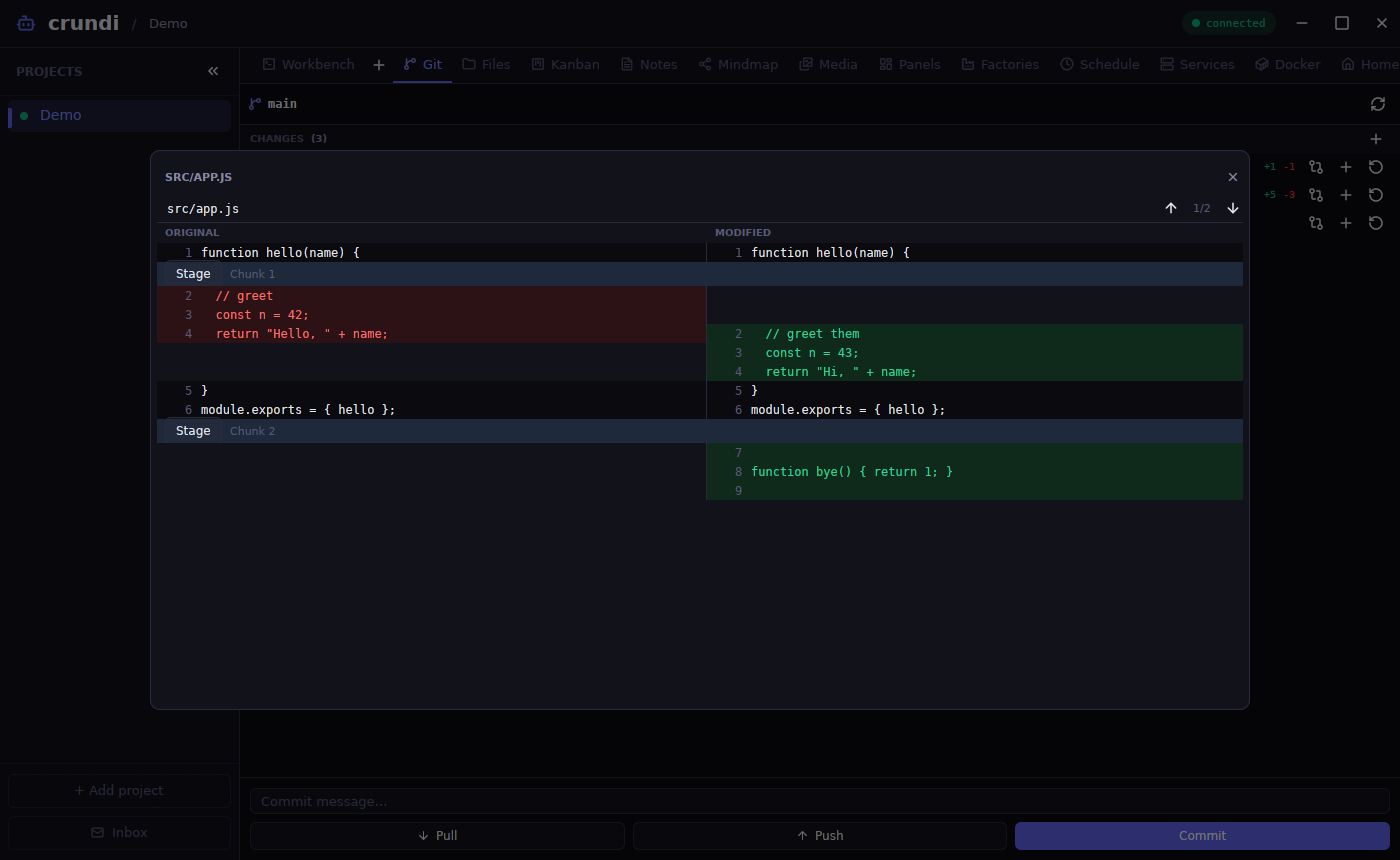 crundi / Demo
connected
PROJECTS
Workbench Git Files Kanban Notes Mindmap Media Panels Factories Schedule Services Docker Home
Demo
main
CHANGES (3)
+1 -1
+5 -3
SRC/APP.JS
src/app.js
1/2
ORIGINAL MODIFIED
1 function hello(name) { 1 function hello(name) {
Stage Chunk 1
2 // greet
3 const n = 42;
4 return "Hello, " + name; 2 // greet them
3 const n = 43;
4 return "Hi, " + name;
5 } 5 }
6 module.exports = { hello }; 6 module.exports = { hello };
Stage Chunk 2
7
8 function bye() { return 1; }
9
+ Add project
Inbox
Commit message...
Pull Push Commit